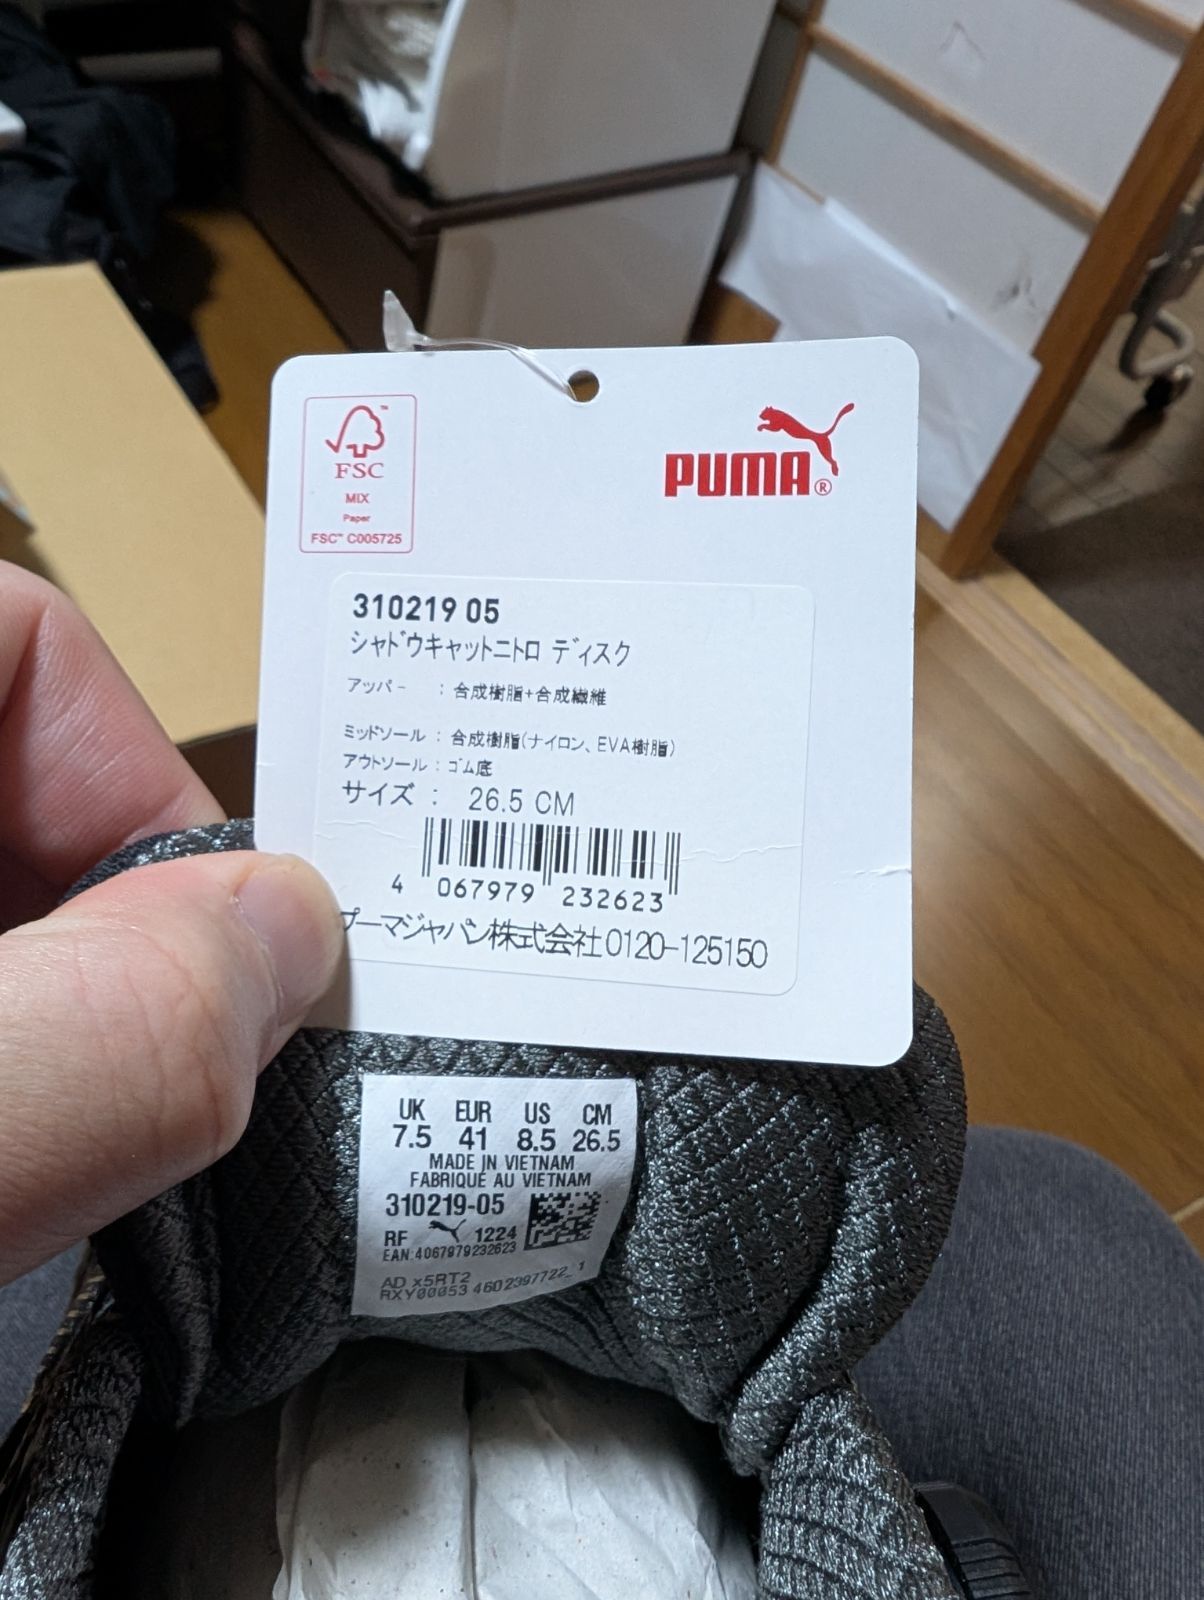 FSC
MIX
Paper
FSC™ C005725
PUMA®
310219 05
シャドウキャットニトロ ディスク
アッパー : 合成樹脂+合成繊維
ミッドソール : 合成樹脂(ナイロン、EVA樹脂)
アウトソール : ゴム底
サイズ : 26.5 CM
4 067979 232623
プーマジャパン株式会社0120-125150
UK EUR US CM
7.5 41 8.5 26.5
MADE IN VIETNAM
FABRIQUÉ AU VIETNAM
310219-05
RF 1224
EAN:4067979232623
AD x5RT2
RXY00053 4602397722_1